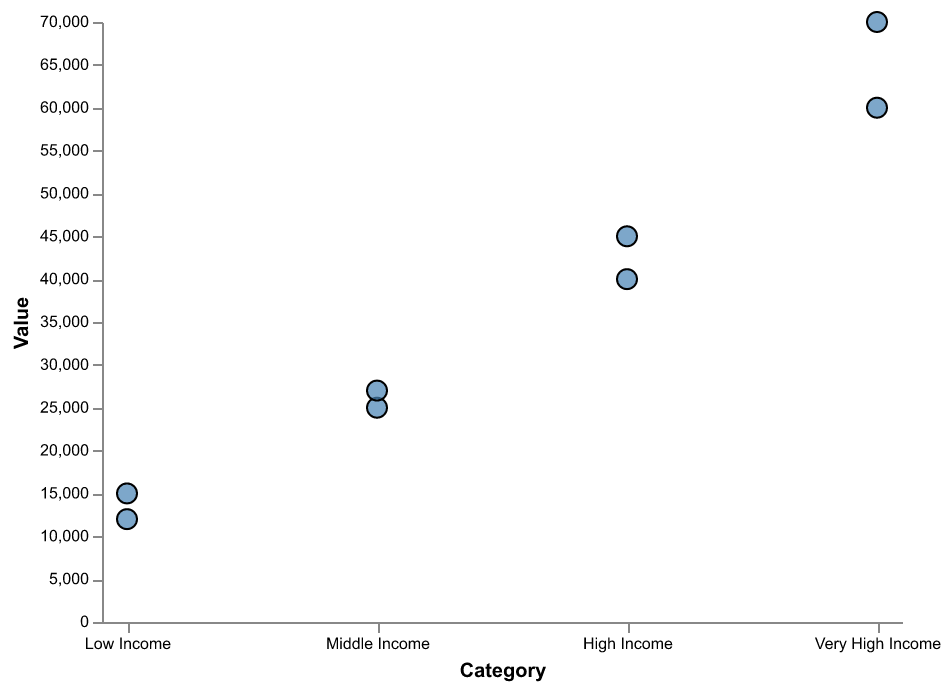 70,000
65,000
60,000
55,000
50,000
45,000
40,000
35,000
30,000
25,000
20,000
15,000
10,000
5,000
0
Value
Low Income
Middle Income
High Income
Very High Income
Category